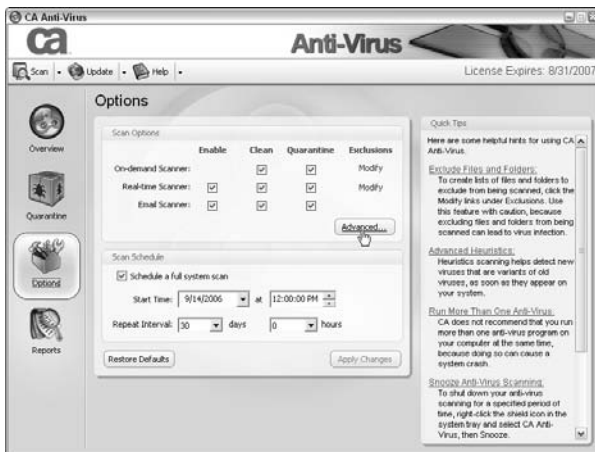 CA Anti-Virus
ca
Anti-Virus
Scan
Update
Help
License Expires: 8/31/2007
Overview
Quarantine
Options
Reports
Options
Scan Options
Enable Clean Quarantine Exclusions
On-demand Scanner: Modify
Real-time Scanner: Modify
Email Scanner:
Advanced...
Scan Schedule
Schedule a full system scan
Start Time: 9/14/2006 at 12:00:00 PM
Repeat Interval: 30 days 0 hours
Restore Defaults
Apply Changes
Quick Tips
Here are some helpful hints for using CA
Anti-Virus.
Exclude Files and Folders:
To create lists of files and folders to
exclude from being scanned, click the
Modify links under Exclusions. Use
this feature with caution, because
excluding files and folders from being
scanned can lead to virus infection.
Advanced Heuristics:
Heuristics scanning helps detect new
viruses that are variants of old
viruses, as soon as they appear on
your system.
Run More Than One Anti-Virus:
CA does not recommend that you run
more than one anti-virus program on
your computer at the same time,
because doing so can cause a
system crash.
Snooze Anti-Virus Scanning:
To shut down your anti-virus
scanning for a specified period of
time, right-click the shield icon in the
system tray and select CA Anti-
Virus, then Snooze.